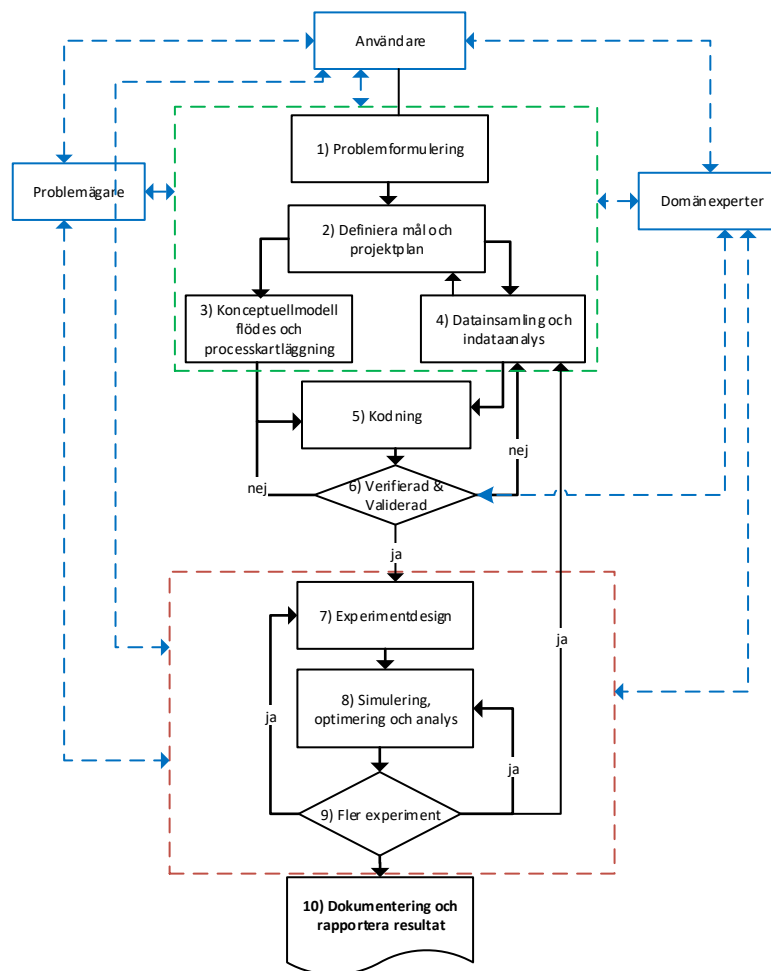 Användare
1) Problemformulering
Problemägare
Domänexperter
2) Definiera mål och
projektplan
3) Konceptuellmodell
flödes och
processkartläggning
4) Datainsamling och
indataanalys
5) Kodning
nej
nej
6) Verifierad &
Validerad
ja
7) Experimentdesign
ja
8) Simulering,
optimering och analys
ja
ja
9) Fler experiment
10) Dokumentering och
rapportera resultat